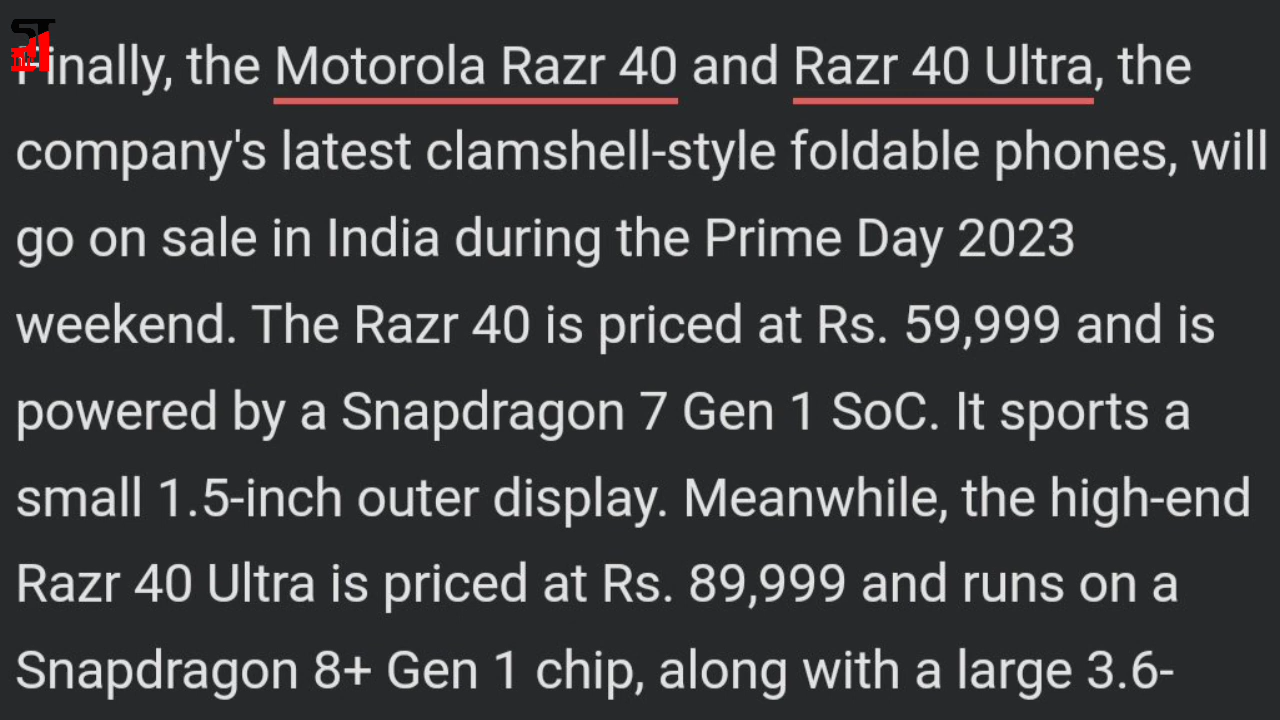 Finally, the Motorola Razr 40 and Razr 40 Ultra, the
company's latest clamshell-style foldable phones, will
go on sale in India during the Prime Day 2023
weekend. The Razr 40 is priced at Rs. 59,999 and is
powered by a Snapdragon 7 Gen 1 SoC. It sports a
small 1.5-inch outer display. Meanwhile, the high-end
Razr 40 Ultra is priced at Rs. 89,999 and runs on a
Snapdragon 8+ Gen 1 chip, along with a large 3.6-